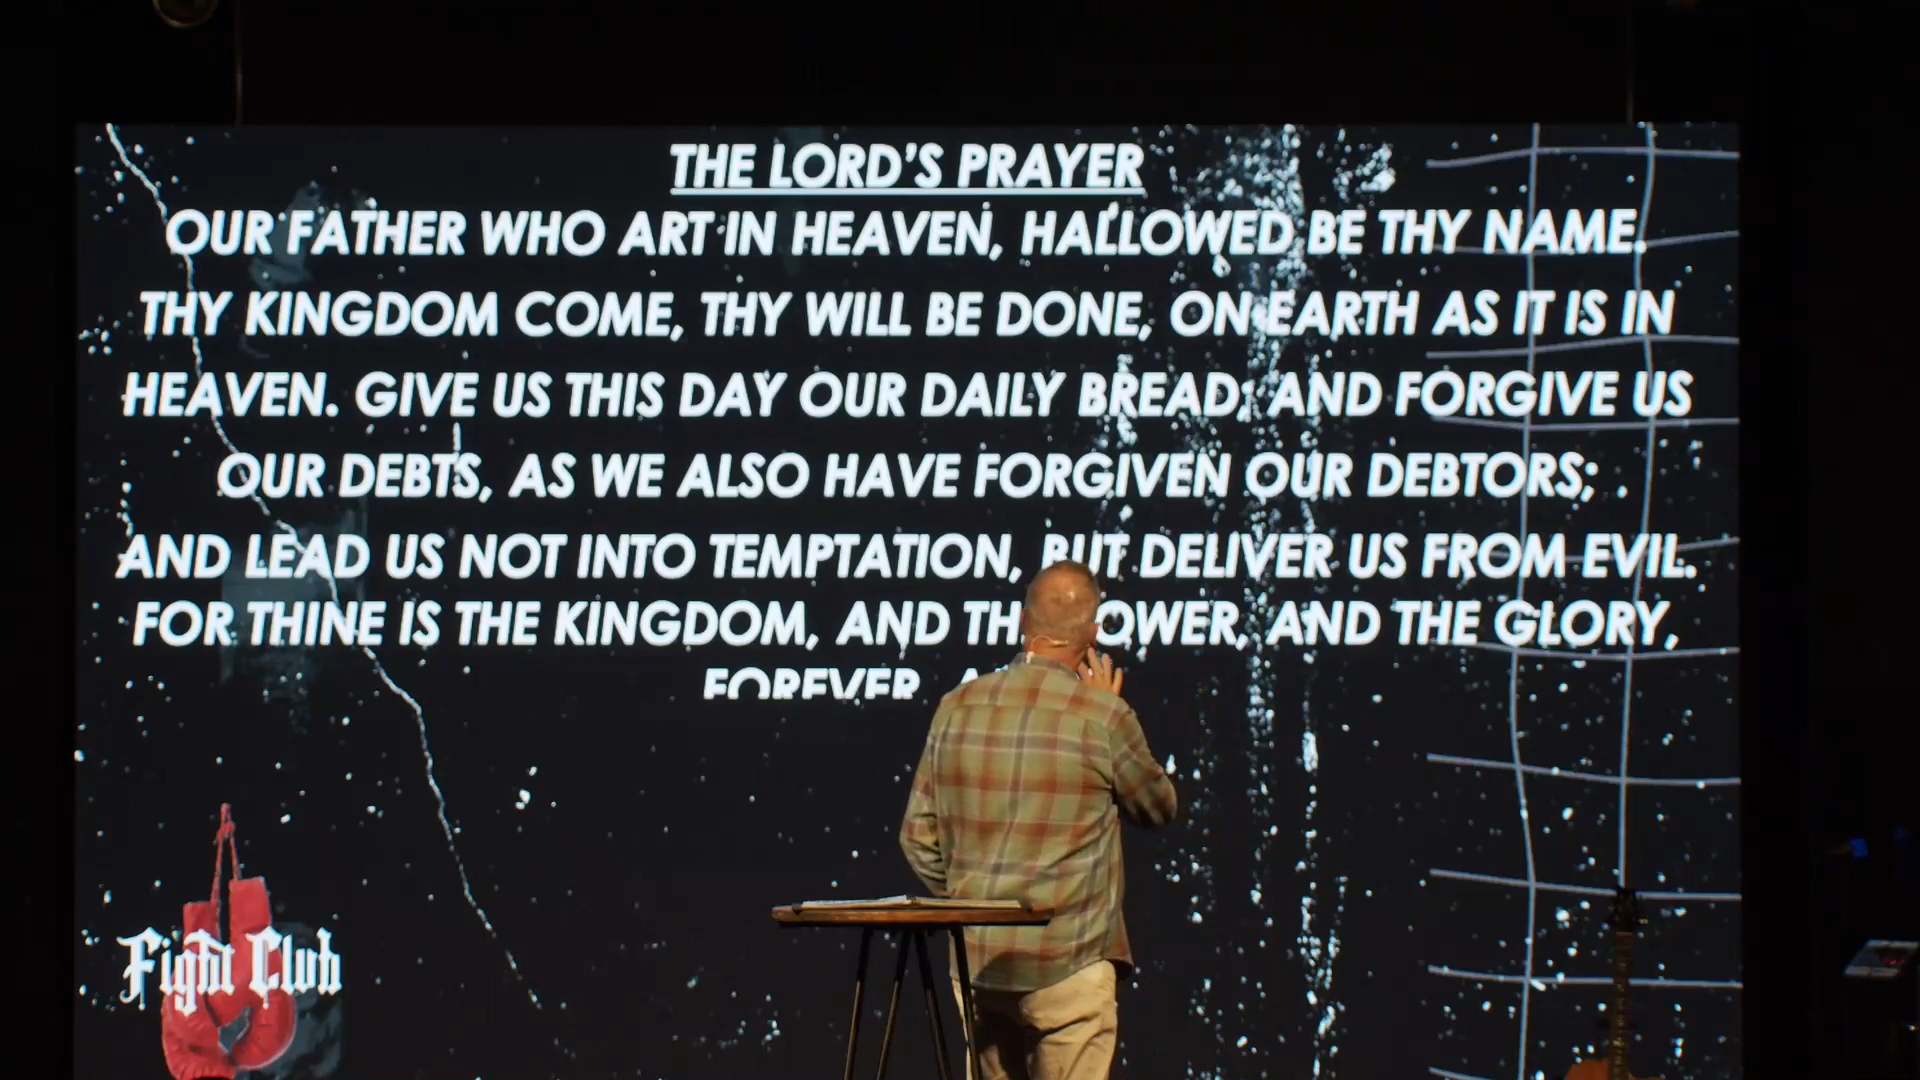 THE LORD'S PRAYER
OUR FATHER WHO ART IN HEAVEN, HALLOWED BE THY NAME.
THY KINGDOM COME, THY WILL BE DONE, ON EARTH AS IT IS IN
HEAVEN. GIVE US THIS DAY OUR DAILY BREAD; AND FORGIVE US
OUR DEBTS, AS WE ALSO HAVE FORGIVEN OUR DEBTORS;
AND LEAD US NOT INTO TEMPTATION, BUT DELIVER US FROM EVIL.
FOR THINE IS THE KINGDOM, AND OWER, AND THE GLORY,
FOREVER.
Fight Club